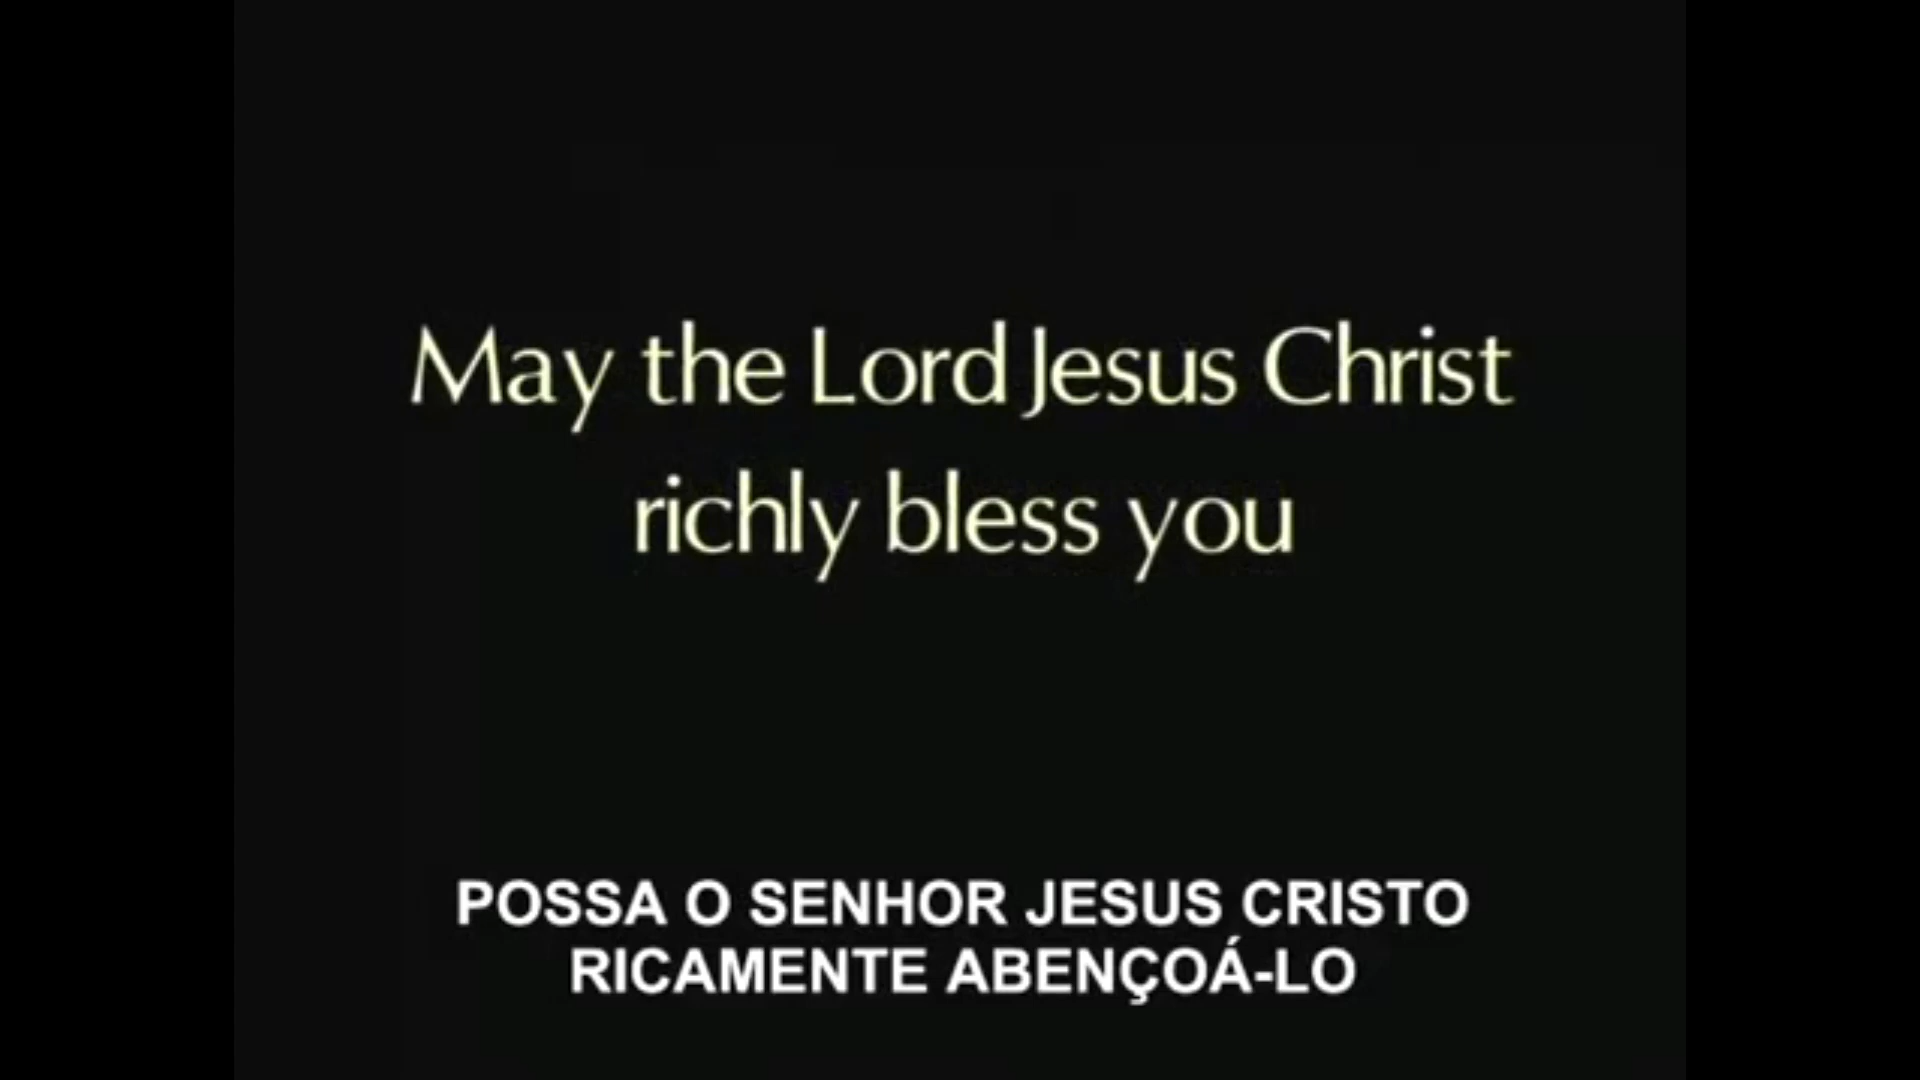 May the Lord Jesus Christ
richly bless you
POSSA O SENHOR JESUS CRISTO
RICAMENTE ABENÇOÁ-LO